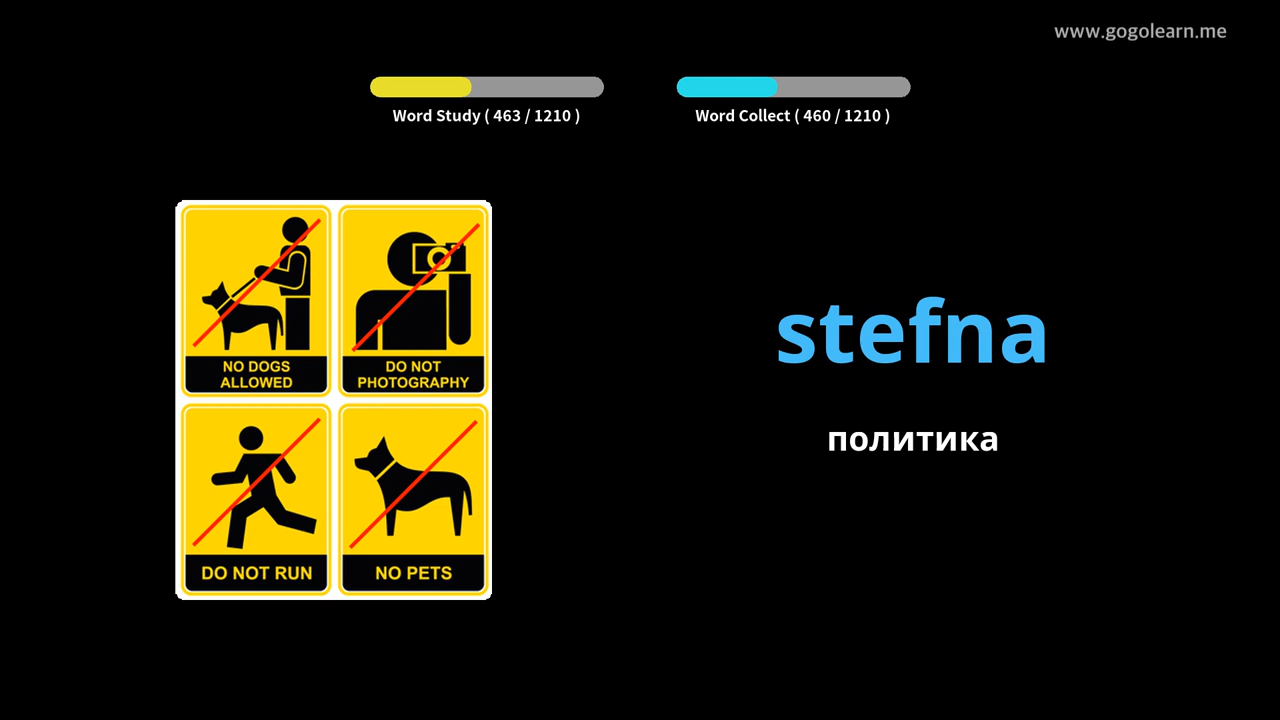 www.gogolearn.me
Word Study ( 463 / 1210 )
Word Collect ( 460 / 1210 )
NO DOGS
ALLOWED
DO NOT
PHOTOGRAPHY
DO NOT RUN
NO PETS
stefna
политика